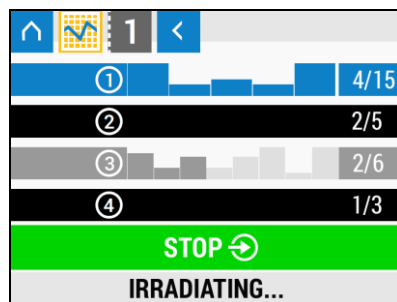 1
① 4/15
② 2/5
③ 2/6
④ 1/3
STOP
IRRADIATING...